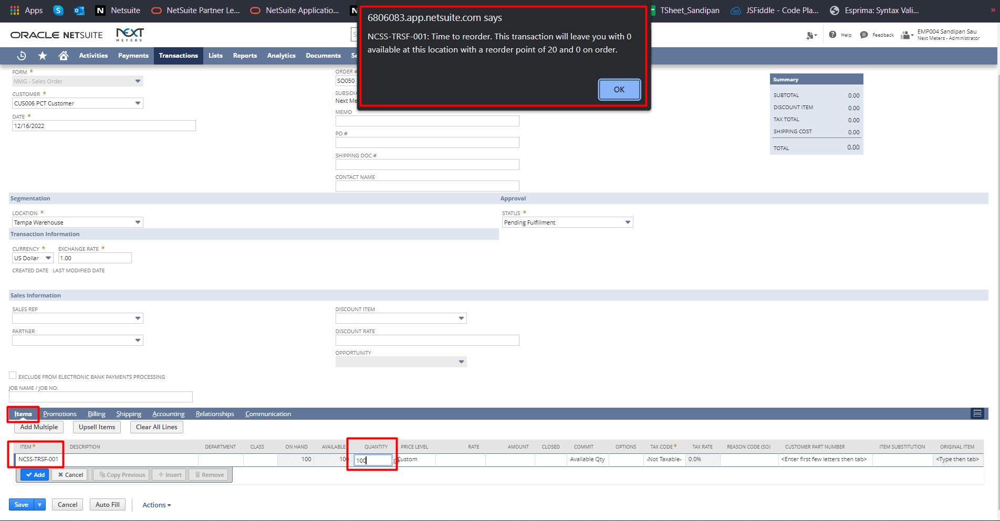 Apps
Netsuite
NetSuite Partner Le...
NetSuite Applicatio...
TSheet_Sandipan
JSFiddle - Code Pla...
Esprima: Syntax Vali...
»
6806083.app.netsuite.com says
NCSS-TRSF-001: Time to reorder. This transaction will leave you with 0
available at this location with a reorder point of 20 and 0 on order.
OK
ORACLE NETSUITE
NEXT
METERS
Help
Feedback
EMP004 Sandipan Sau
Next Meters - Administrator
Activities
Payments
Transactions
Lists
Reports
Analytics
Documents
FORM *
NMG - Sales Order
CUSTOMER *
CUS006 PCT Customer
DATE *
12/16/2022
ORDER #
SO050
SUBSIDIA
Next Me
MEMO
PO #
SHIPPING DOC #
CONTACT NAME
Summary
SUBTOTAL 0.00
DISCOUNT ITEM 0.00
TAX TOTAL 0.00
SHIPPING COST 0.00
TOTAL 0.00
Segmentation
Approval
LOCATION *
Tampa Warehouse
STATUS *
Pending Fulfillment
Transaction Information
CURRENCY * EXCHANGE RATE *
US Dollar 1.00
CREATED DATE LAST MODIFIED DATE
Sales Information
SALES REP
PARTNER
DISCOUNT ITEM
DISCOUNT RATE
OPPORTUNITY
EXCLUDE FROM ELECTRONIC BANK PAYMENTS PROCESSING
JOB NAME / JOB NO.
Items Promotions Billing Shipping Accounting Relationships Communication
Add Multiple Upsell Items Clear All Lines
ITEM * DESCRIPTION DEPARTMENT CLASS ON HAND AVAILABLE QUANTITY PRICE LEVEL RATE AMOUNT CLOSED COMMIT OPTIONS TAX CODE * TAX RATE REASON CODE (SO) CUSTOMER PART NUMBER ITEM SUBSTITUTION ORIGINAL ITEM
NCSS-TRSF-001 100 100 100 Custom Available Qty -Not Taxable- 0.0% <Enter first few letters then tab> <Type then tab>
Add Cancel Copy Previous Insert Remove
Save Cancel Auto Fill Actions